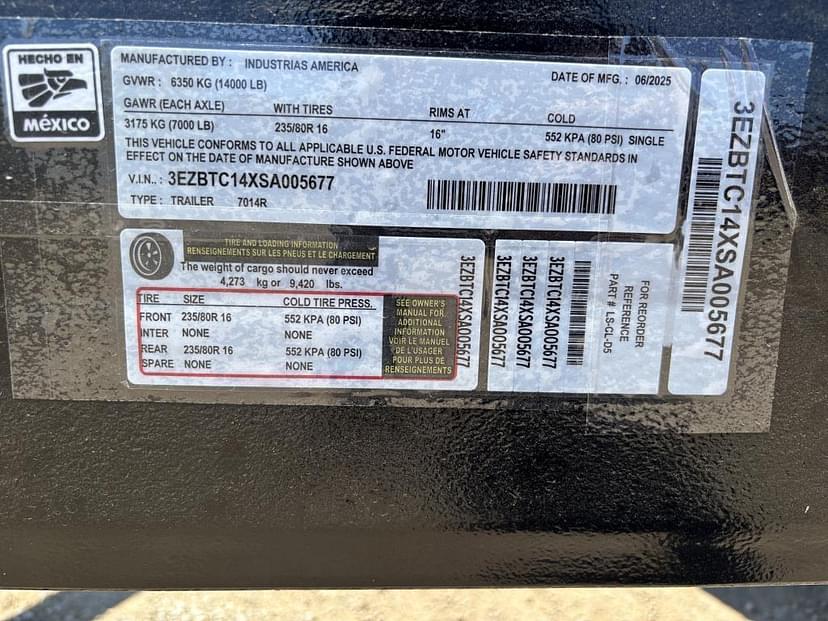 HECHO EN
MÉXICO
MANUFACTURED BY : INDUSTRIAS AMERICA
GVWR : 6350 KG (14000 LB)
DATE OF MFG. : 06/2025
GAWR (EACH AXLE) WITH TIRES RIMS AT COLD
3175 KG (7000 LB) 235/80R 16 16" 552 KPA (80 PSI) SINGLE
THIS VEHICLE CONFORMS TO ALL APPLICABLE U.S. FEDERAL MOTOR VEHICLE SAFETY STANDARDS IN
EFFECT ON THE DATE OF MANUFACTURE SHOWN ABOVE
V.I.N.: 3EZBTC14XSA005677
TYPE : TRAILER 7014R
3EZBTC14XSA005677
TIRE AND LOADING INFORMATION
RENSEIGNEMENTS SUR LES PNEUS ET LE CHARGEMENT
The weight of cargo should never exceed
4,273 kg or 9,420 lbs.
TIRE SIZE COLD TIRE PRESS.
FRONT 235/80R 16 552 KPA (80 PSI)
INTER NONE NONE
REAR 235/80R 16 552 KPA (80 PSI)
SPARE NONE NONE
SEE OWNER'S
MANUAL FOR
ADDITIONAL
INFORMATION
VOIR LE MANUEL
DE L'USAGER
POUR PLUS DE
RENSEIGNEMENTS
3EZBTC14XSA005677
3EZBTC14XSA005677
3EZBTC14XSA005677
3EZBTC14XSA005677
FOR REORDER
REFERENCE
PART # LS-CL-05